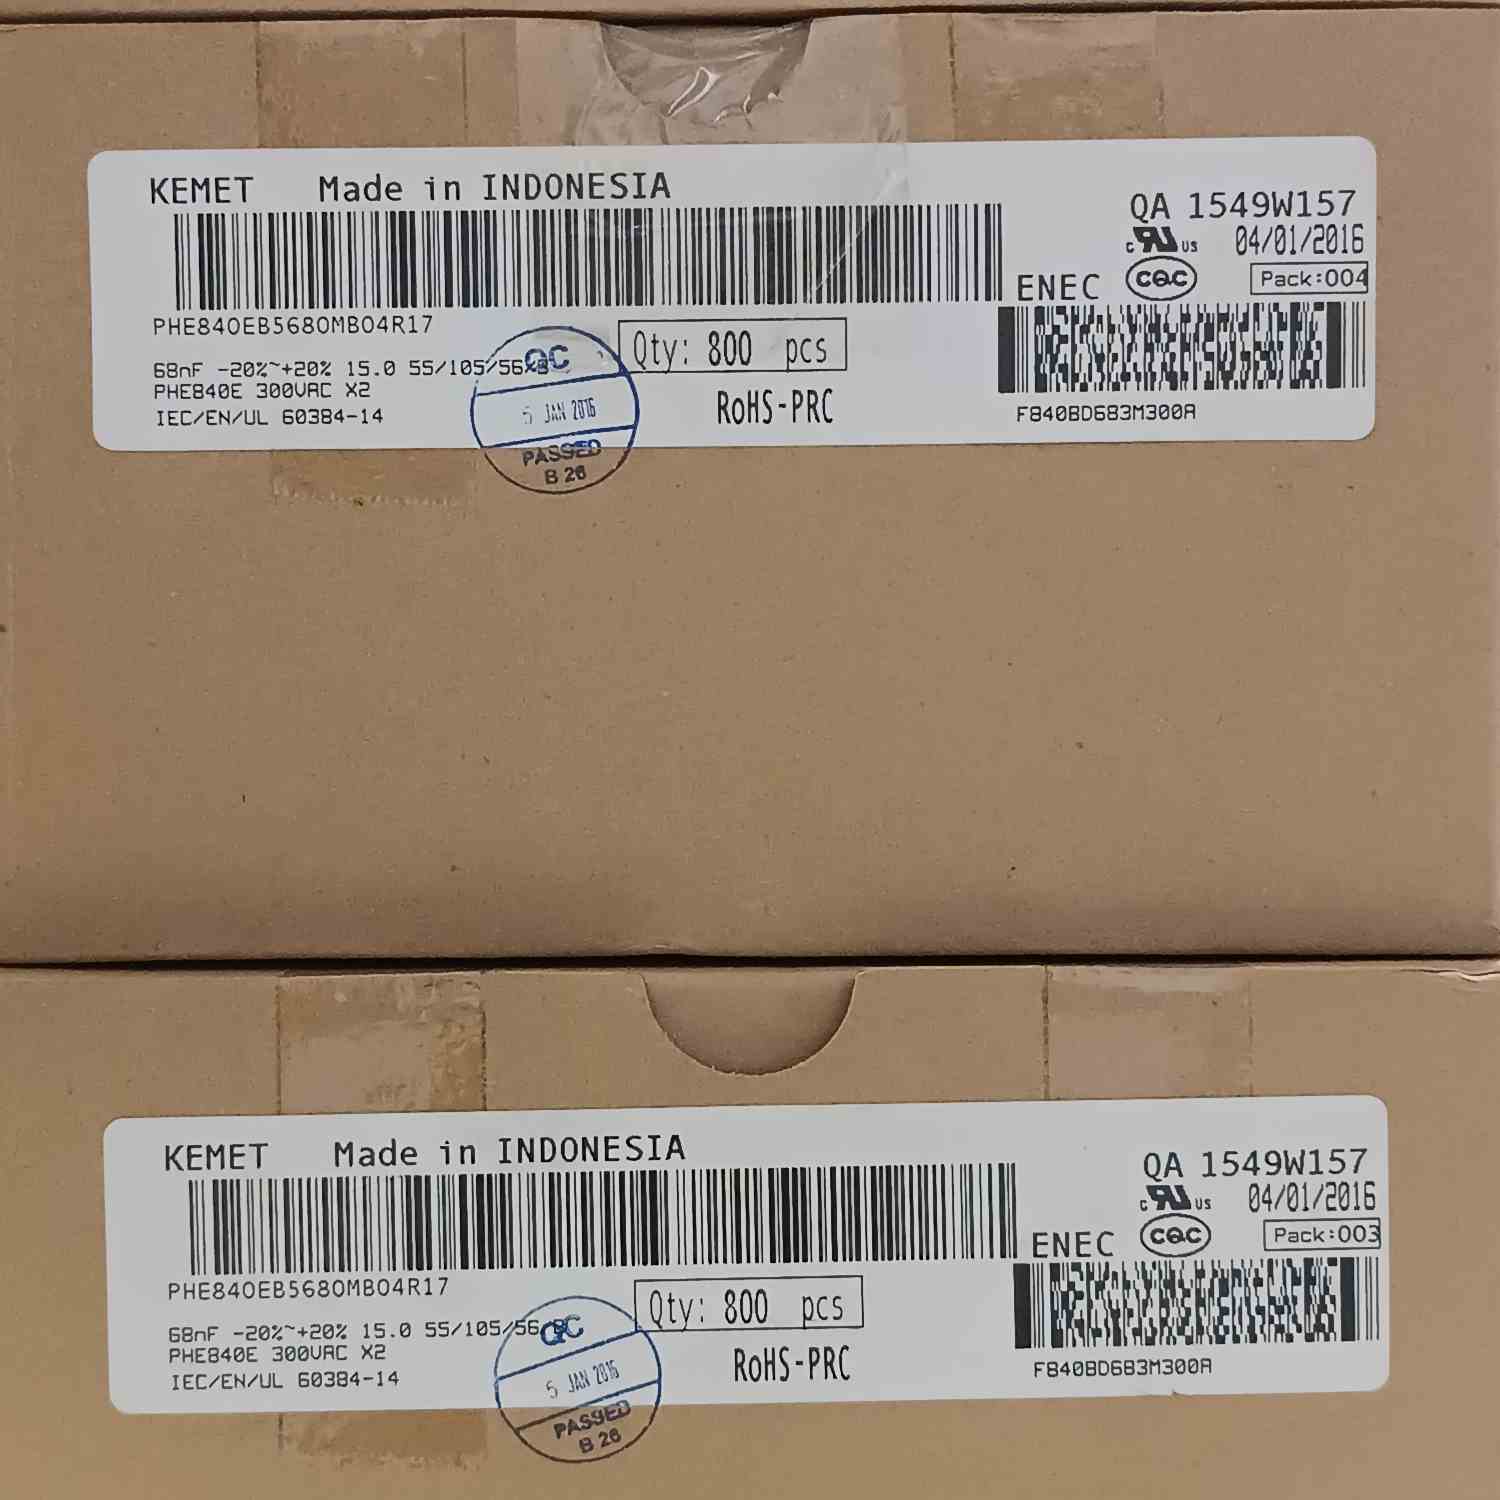 KEMET Made in INDONESIA
QA 1549W157
c RU US 04/01/2016
ENEC CQC Pack:004
PHE840EB5680MB04R17
68nF -20%~+20% 15.0 55/105/56
PHE840E 300VAC X2
IEC/EN/UL 60384-14
Qty: 800 pcs
RoHS-PRC
F840BD683M300A
QC
5 JAN 2016
PASSED
B 26
KEMET Made in INDONESIA
QA 1549W157
c RU US 04/01/2016
ENEC CQC Pack:003
PHE840EB5680MB04R17
68nF -20%~+20% 15.0 55/105/56
PHE840E 300VAC X2
IEC/EN/UL 60384-14
Qty: 800 pcs
RoHS-PRC
F840BD683M300A
QC
5 JAN 2016
PASSED
B 26